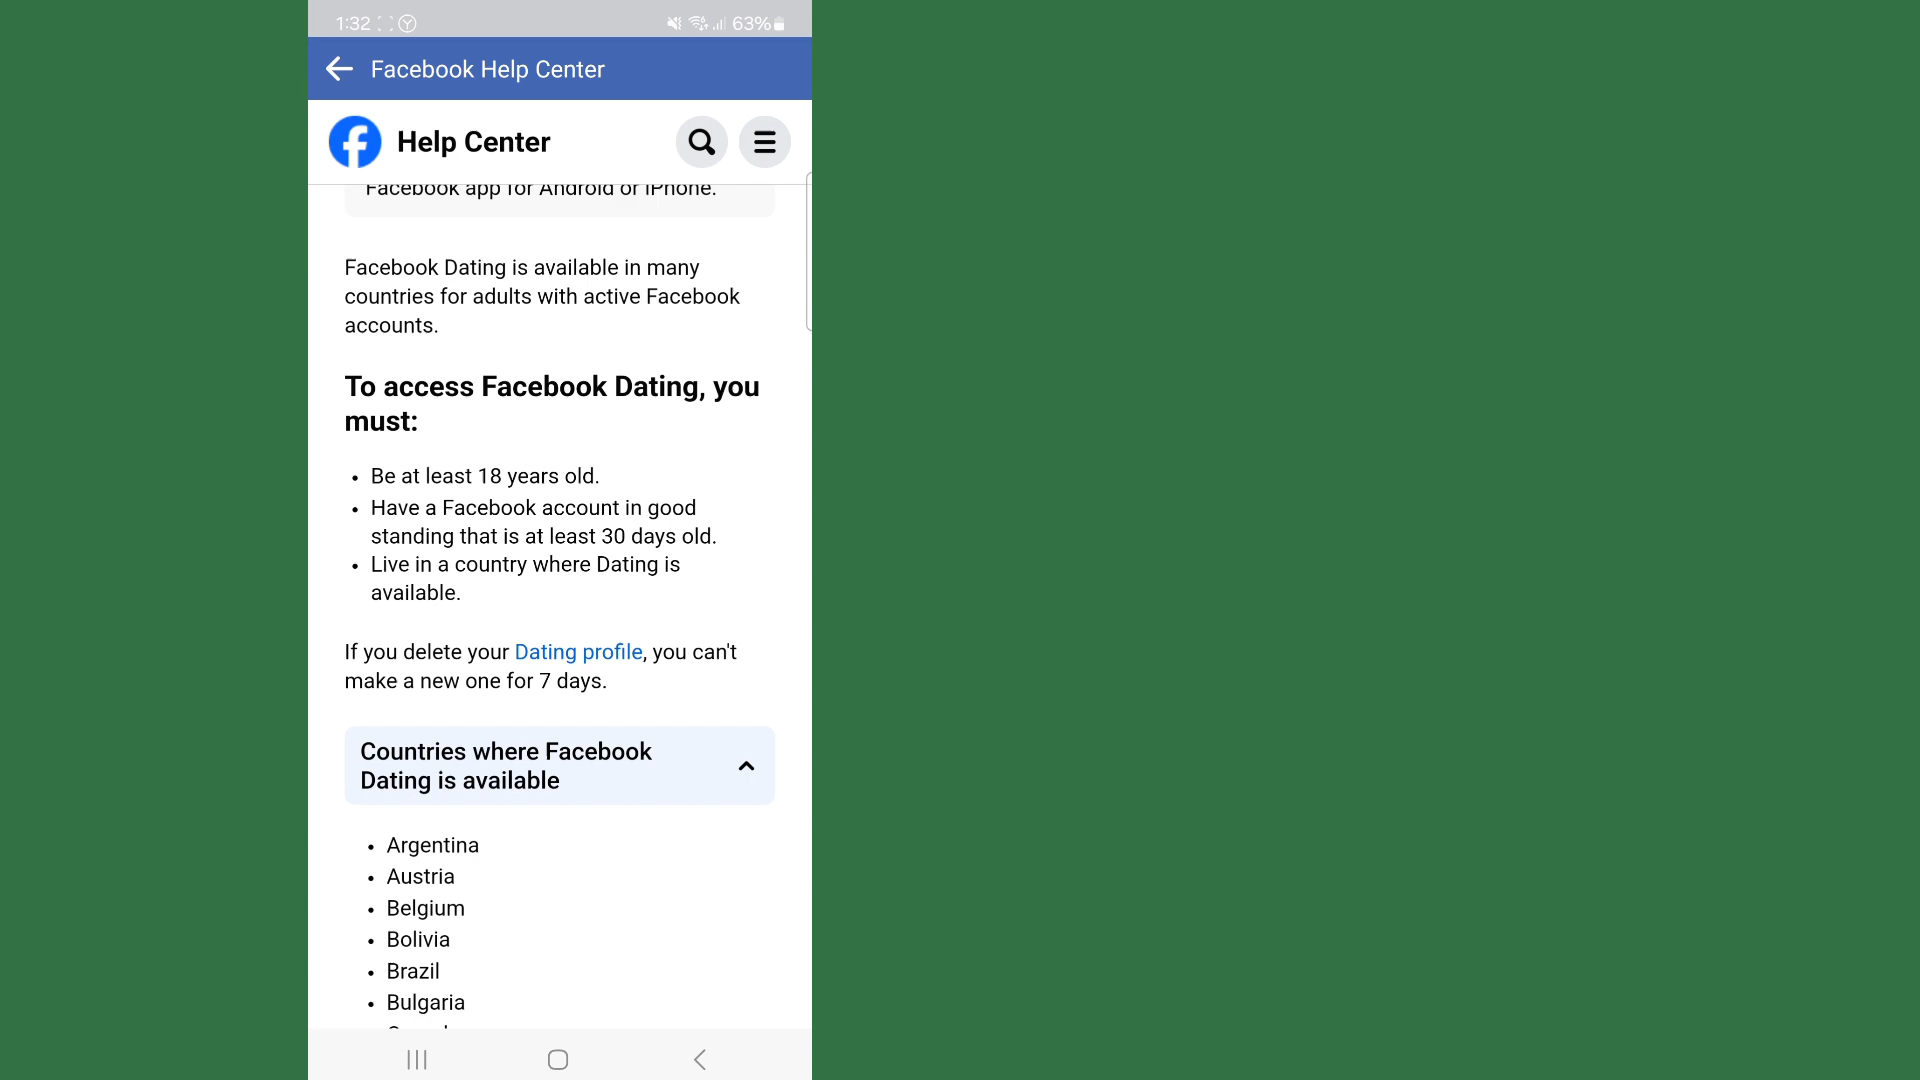 1:32 63%
Facebook Help Center
Help Center
Facebook app for Android or iPhone.
Facebook Dating is available in many
countries for adults with active Facebook
accounts.
To access Facebook Dating, you
must:
• Be at least 18 years old.
• Have a Facebook account in good
standing that is at least 30 days old.
• Live in a country where Dating is
available.
If you delete your Dating profile, you can't
make a new one for 7 days.
Countries where Facebook
Dating is available
• Argentina
• Austria
• Belgium
• Bolivia
• Brazil
• Bulgaria